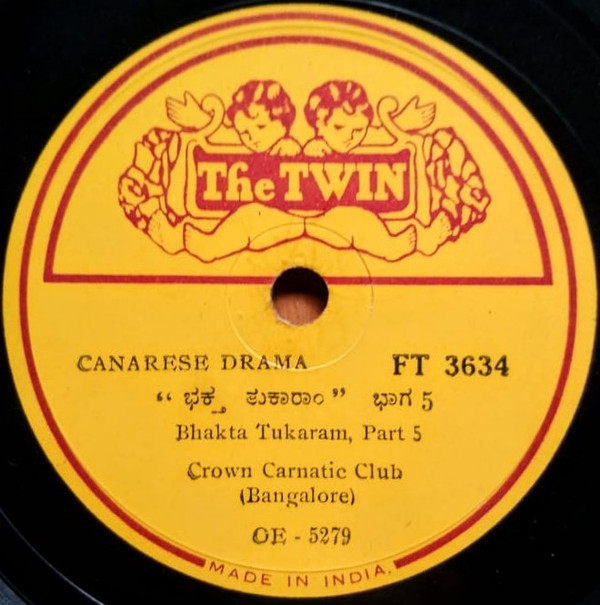 The TWIN
CANARESE DRAMA FT 3634
“ ಭಕ್ತ ತುಕಾರಾಂ ” ಭಾಗ 5
Bhakta Tukaram, Part 5
Crown Carnatic Club
(Bangalore)
OE - 5279
MADE IN INDIA.